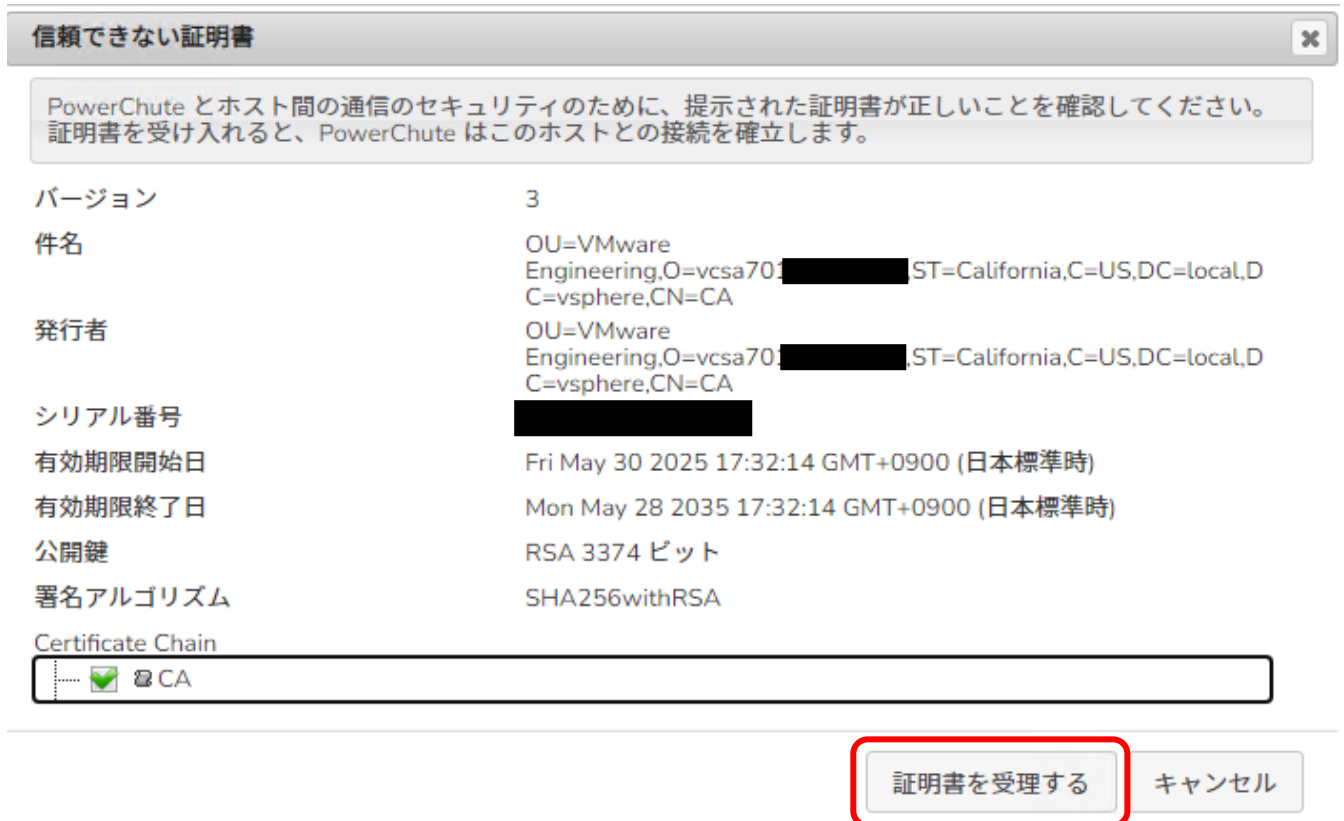 信頼できない証明書
PowerChute とホスト間の通信のセキュリティのために、提示された証明書が正しいことを確認してください。
証明書を受け入れると、PowerChute はこのホストとの接続を確立します。
バージョン 3
件名 OU=VMware
Engineering,O=vcsa701 ,ST=California,C=US,DC=local,D
C=vsphere,CN=CA
発行者 OU=VMware
Engineering,O=vcsa701 ,ST=California,C=US,DC=local,D
C=vsphere,CN=CA
シリアル番号
有効期限開始日 Fri May 30 2025 17:32:14 GMT+0900 (日本標準時)
有効期限終了日 Mon May 28 2035 17:32:14 GMT+0900 (日本標準時)
公開鍵 RSA 3374 ビット
署名アルゴリズム SHA256withRSA
Certificate Chain
CA
証明書を受理する キャンセル